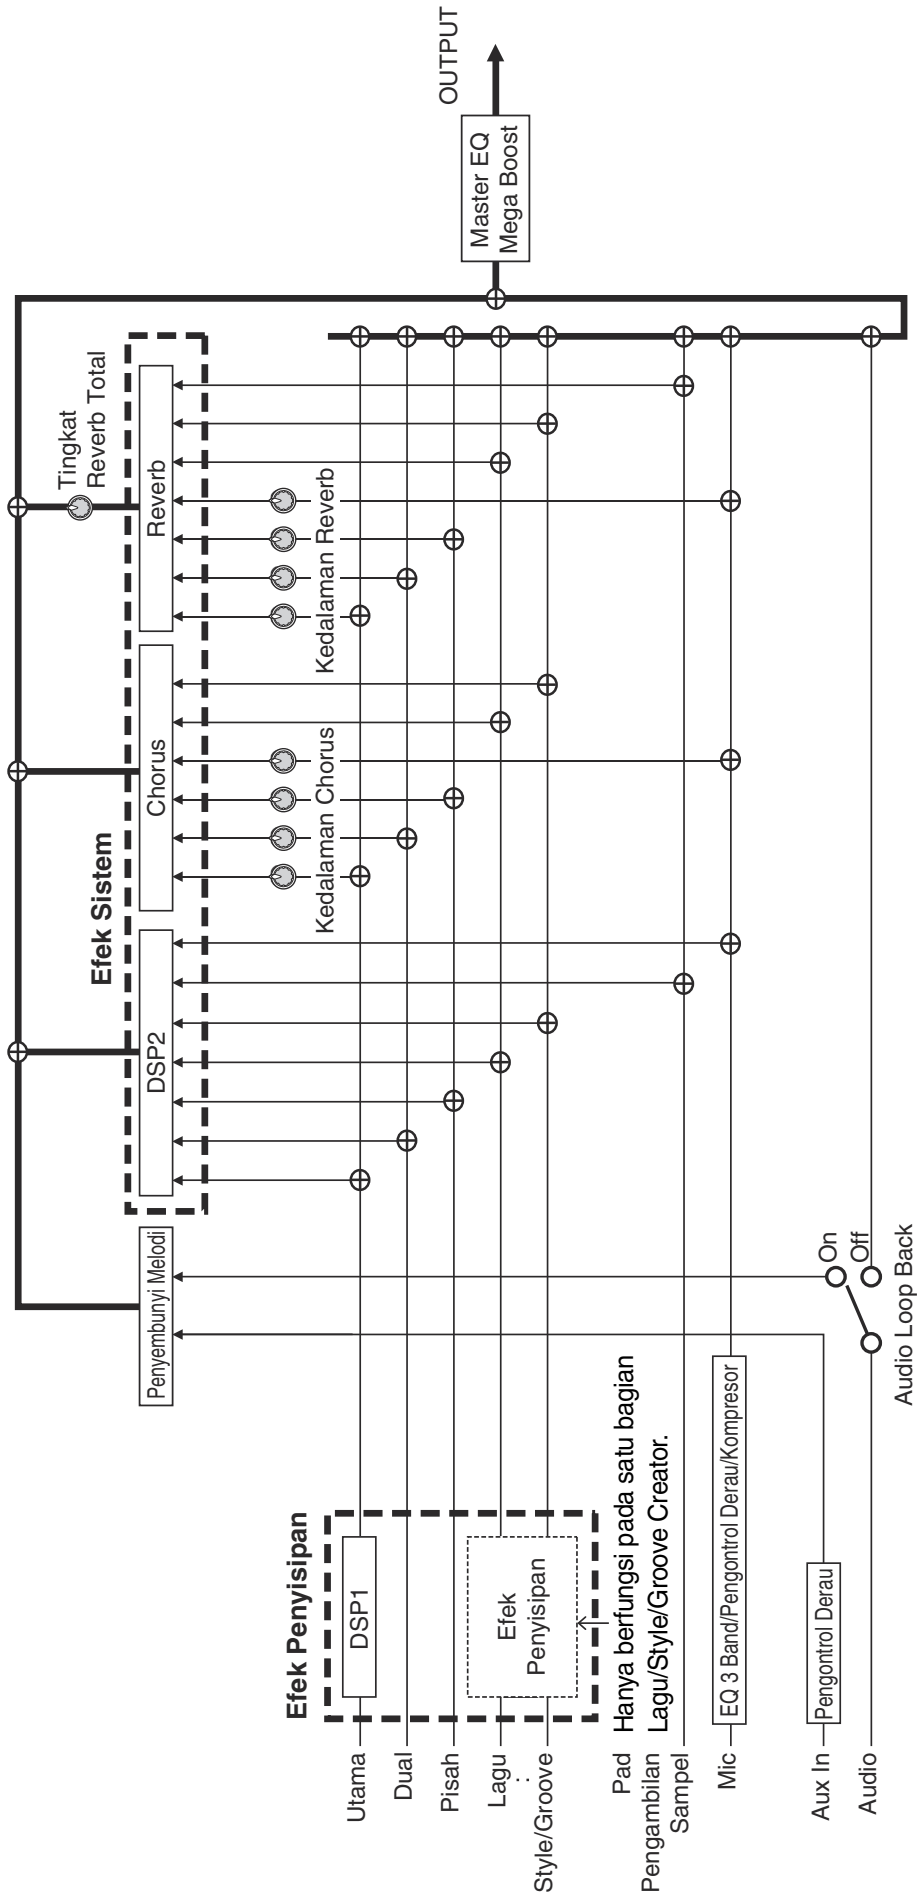 Efek Penyisipan
Efek Sistem
Tingkat
Reverb Total
OUTPUT
Penyembunyi Melodi
DSP2
Chorus
Reverb
Master EQ
Mega Boost
Kedalaman Chorus
Kedalaman Reverb
Utama
DSP1
Dual
Pisah
Lagu
:
Style/Groove
Efek
Penyisipan
Pad
Pengambilan
Sampel
Hanya berfungsi pada satu bagian
Lagu/Style/Groove Creator.
Mic
EQ 3 Band/Pengontrol Derau/Kompresor
Aux In
Pengontrol Derau
Audio
On
Off
Audio Loop Back